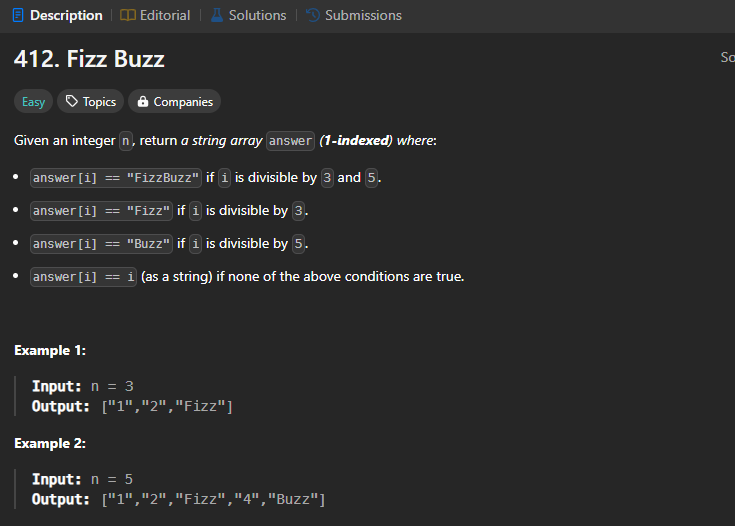 Description | Editorial | Solutions | Submissions
412. Fizz Buzz
So
Easy Topics Companies
Given an integer n, return a string array answer (1-indexed) where:
• answer[i] == "FizzBuzz" if i is divisible by 3 and 5.
• answer[i] == "Fizz" if i is divisible by 3.
• answer[i] == "Buzz" if i is divisible by 5.
• answer[i] == i (as a string) if none of the above conditions are true.
Example 1:
Input: n = 3
Output: ["1","2","Fizz"]
Example 2:
Input: n = 5
Output: ["1","2","Fizz","4","Buzz"]